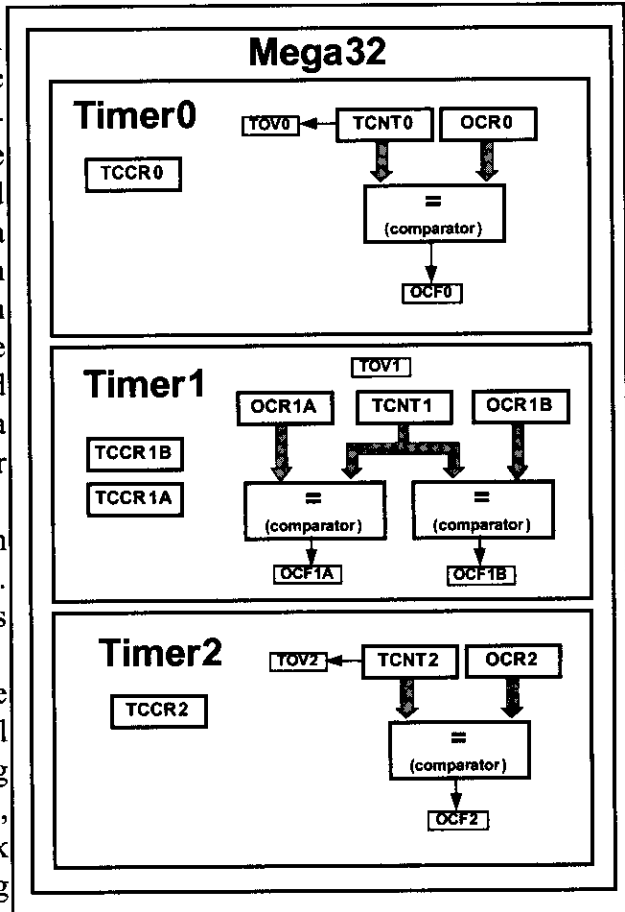 Mega32
Timer0
TOV0 TCNT0 OCR0
TCCR0
=
(comparator)
OCF0
Timer1
TOV1
OCR1A TCNT1 OCR1B
TCCR1B
TCCR1A
= =
(comparator) (comparator)
OCF1A OCF1B
Timer2
TOV2 TCNT2 OCR2
TCCR2
=
(comparator)
OCF2